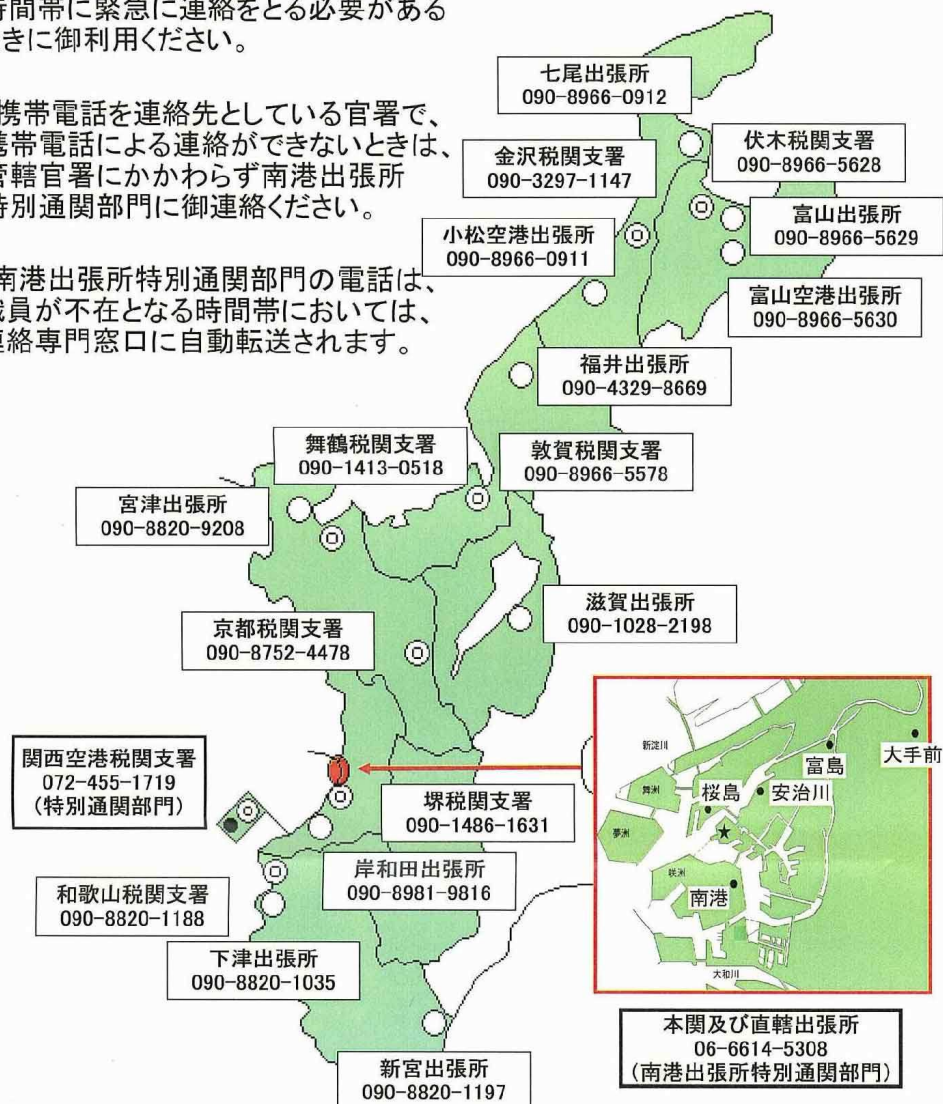 時間帯に緊急に連絡をとる必要がある
きに御利用ください。
携帯電話を連絡先としている官署で、
携帯電話による連絡ができないときは、
管轄官署にかかわらず南港出張所
特別通関部門に御連絡ください。
南港出張所特別通関部門の電話は、
職員が不在となる時間帯においては、
連絡専門窓口に自動転送されます。
七尾出張所
090-8966-0912
金沢税関支署
090-3297-1147
伏木税関支署
090-8966-5628
小松空港出張所
090-8966-0911
富山出張所
090-8966-5629
富山空港出張所
090-8966-5630
福井出張所
090-4329-8669
舞鶴税関支署
090-1413-0518
敦賀税関支署
090-8966-5578
宮津出張所
090-8820-9208
滋賀出張所
090-1028-2198
京都税関支署
090-8752-4478
関西空港税関支署
072-455-1719
(特別通関部門)
堺税関支署
090-1486-1631
岸和田出張所
090-8981-9816
和歌山税関支署
090-8820-1188
下津出張所
090-8820-1035
新宮出張所
090-8820-1197
新淀川
大手前
富島
舞洲
桜島
安治川
夢洲
咲洲
南港
大和川
本関及び直轄出張所
06-6614-5308
(南港出張所特別通関部門)